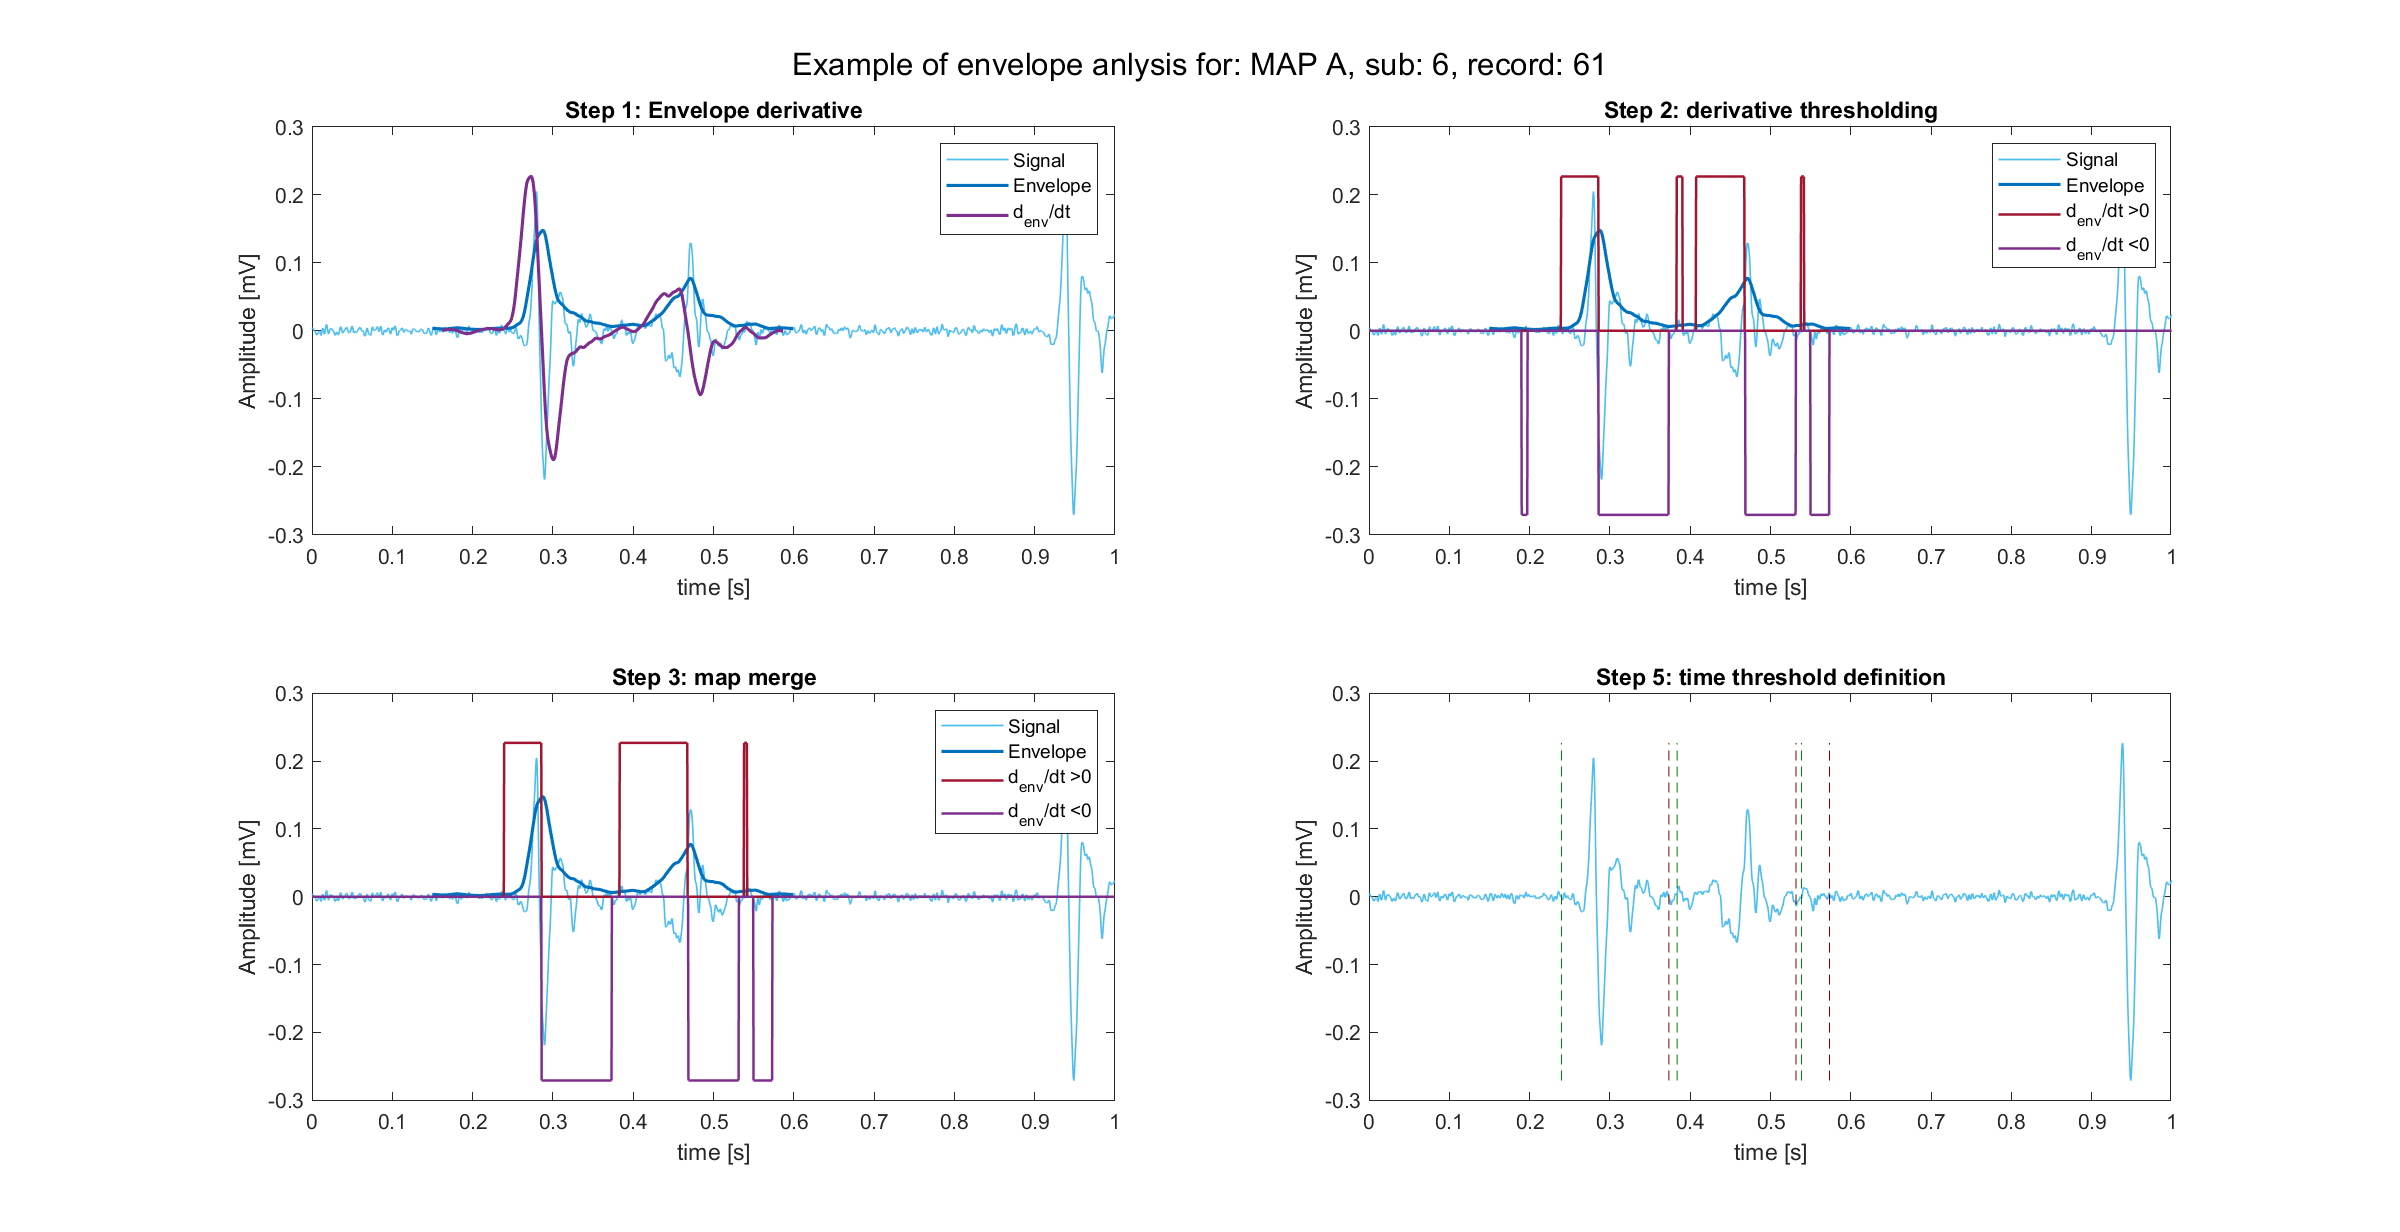 Example of envelope anlysis for: MAP A, sub: 6, record: 61
Step 1: Envelope derivative
0.3
0.2
0.1
0
-0.1
-0.2
-0.3
Amplitude [mV]
Signal
Envelope
d_env/dt
0 0.1 0.2 0.3 0.4 0.5 0.6 0.7 0.8 0.9 1
time [s]
Step 2: derivative thresholding
0.3
0.2
0.1
0
-0.1
-0.2
-0.3
Amplitude [mV]
Signal
Envelope
d_env/dt >0
d_env/dt <0
0 0.1 0.2 0.3 0.4 0.5 0.6 0.7 0.8 0.9 1
time [s]
Step 3: map merge
0.3
0.2
0.1
0
-0.1
-0.2
-0.3
Amplitude [mV]
Signal
Envelope
d_env/dt >0
d_env/dt <0
0 0.1 0.2 0.3 0.4 0.5 0.6 0.7 0.8 0.9 1
time [s]
Step 5: time threshold definition
0.3
0.2
0.1
0
-0.1
-0.2
-0.3
Amplitude [mV]
0 0.1 0.2 0.3 0.4 0.5 0.6 0.7 0.8 0.9 1
time [s]